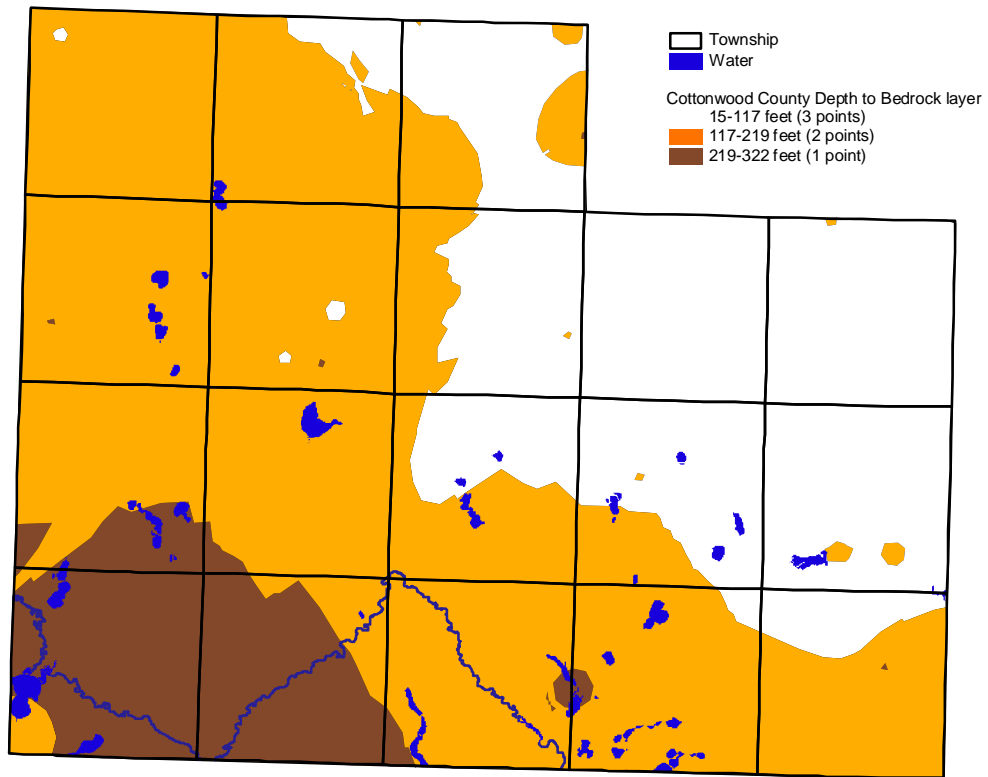 Township
Water
Cottonwood County Depth to Bedrock layer
15-117 feet (3 points)
117-219 feet (2 points)
219-322 feet (1 point)